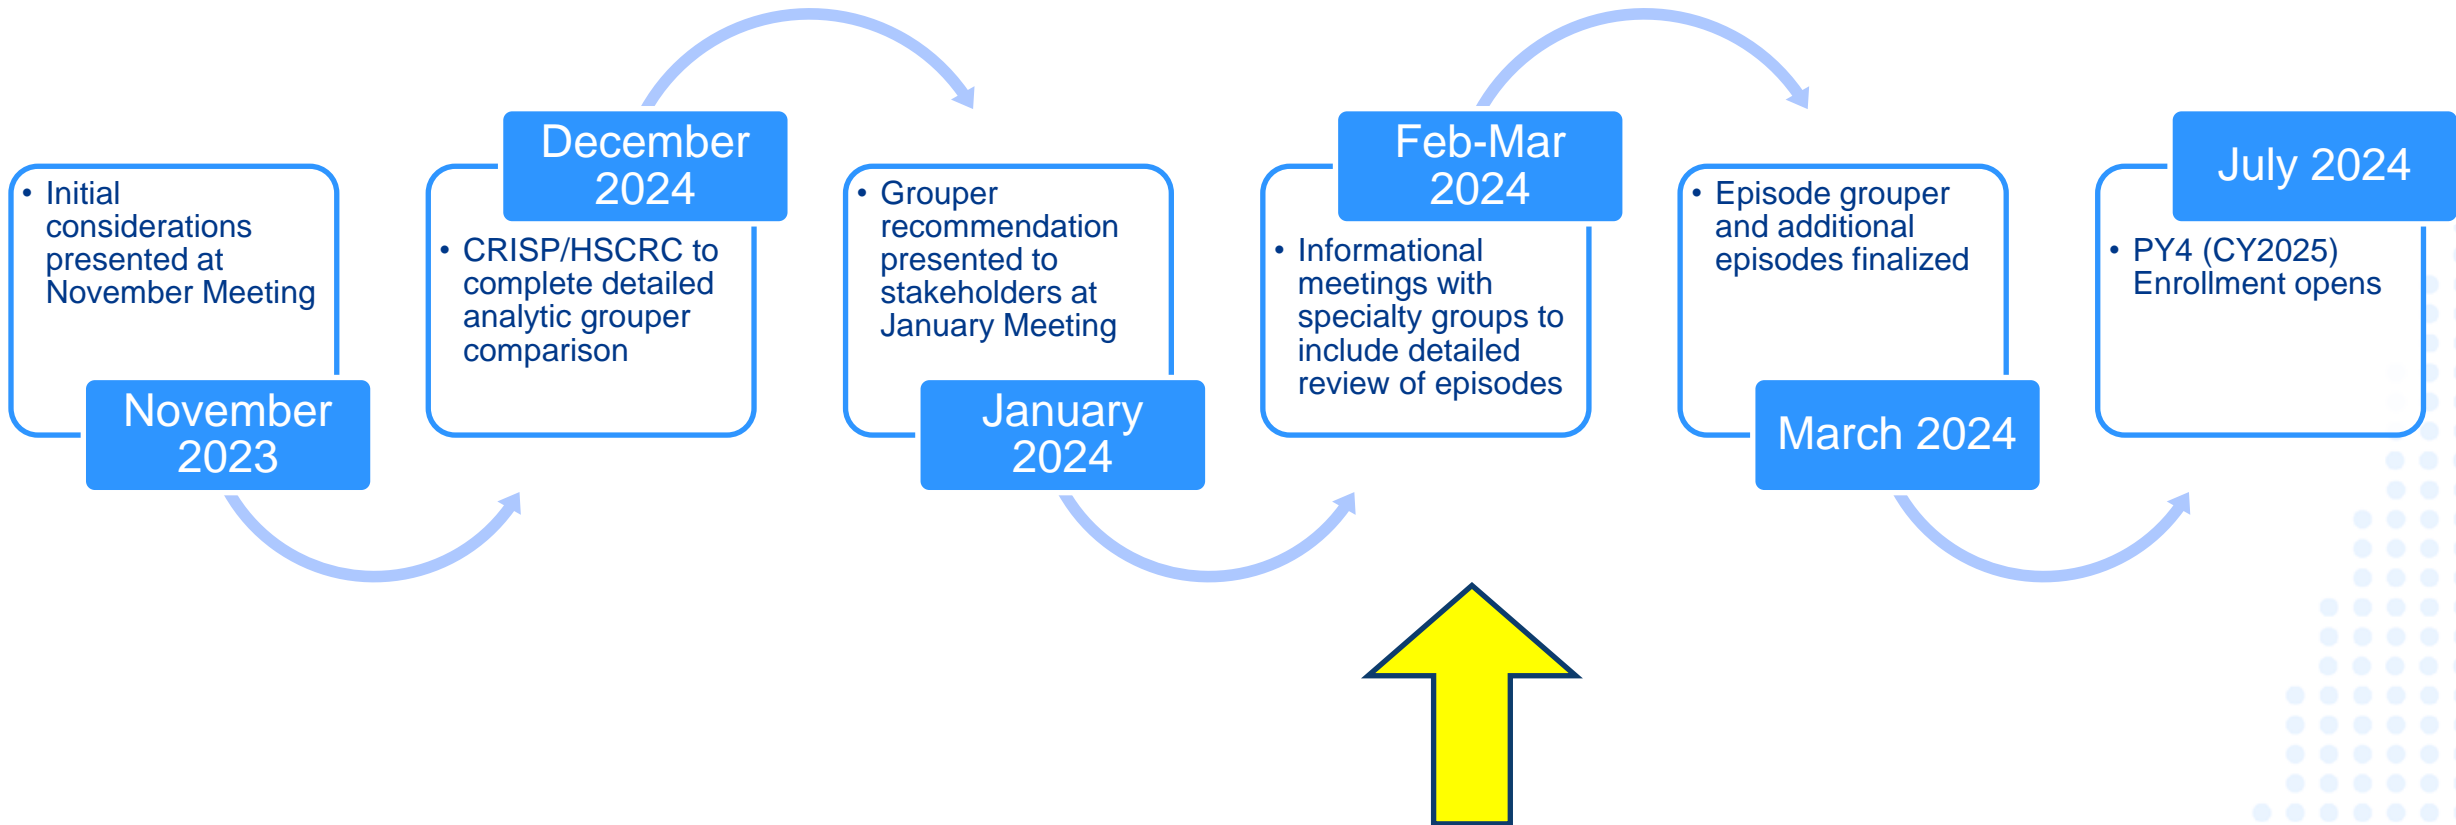 • Initial
considerations
presented at
November Meeting
November
2023
December
2024
• CRISP/HSCRC to
complete detailed
analytic grouper
comparison
• Grouper
recommendation
presented to
stakeholders at
January Meeting
January
2024
Feb-Mar
2024
• Informational
meetings with
specialty groups to
include detailed
review of episodes
• Episode grouper
and additional
episodes finalized
March 2024
July 2024
• PY4 (CY2025)
Enrollment opens